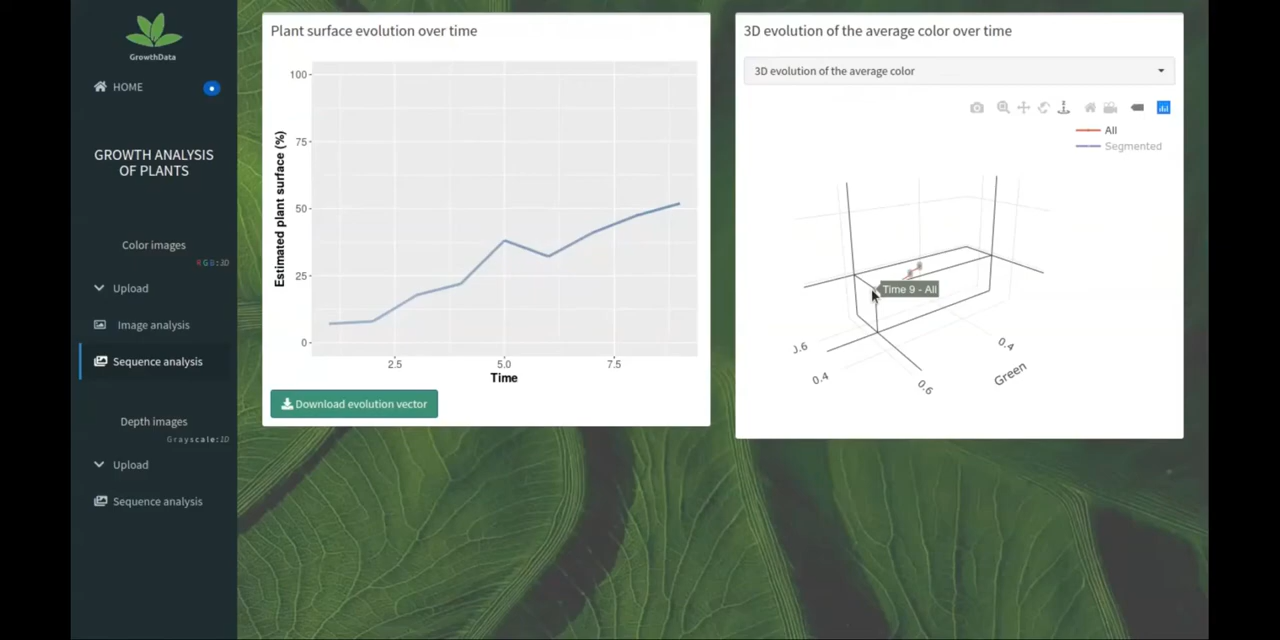 GrowthData
HOME
GROWTH ANALYSIS
OF PLANTS
Color images
RGB:3D
Upload
Image analysis
Sequence analysis
Depth images
Grayscale:1D
Upload
Sequence analysis
Plant surface evolution over time
100
75
50
25
0
Estimated plant surface (%)
2.5
5.0
7.5
Time
Download evolution vector
3D evolution of the average color over time
3D evolution of the average color
All
Segmented
Time 9 - All
0.4
0.6
0.4
Green